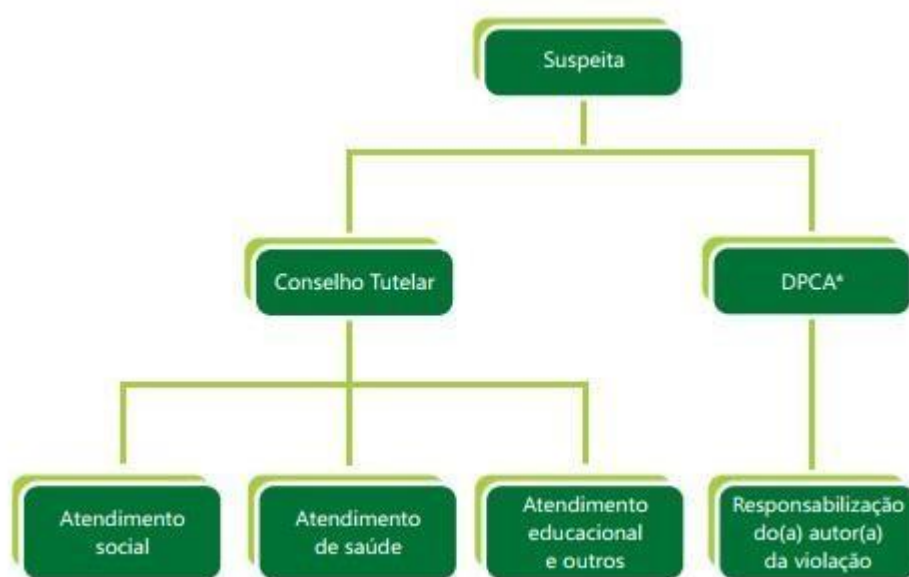 Suspeita
Conselho Tutelar
DPCA*
Atendimento
social
Atendimento
de saúde
Atendimento
educacional
e outros
Responsabilização
do(a) autor(a)
da violação